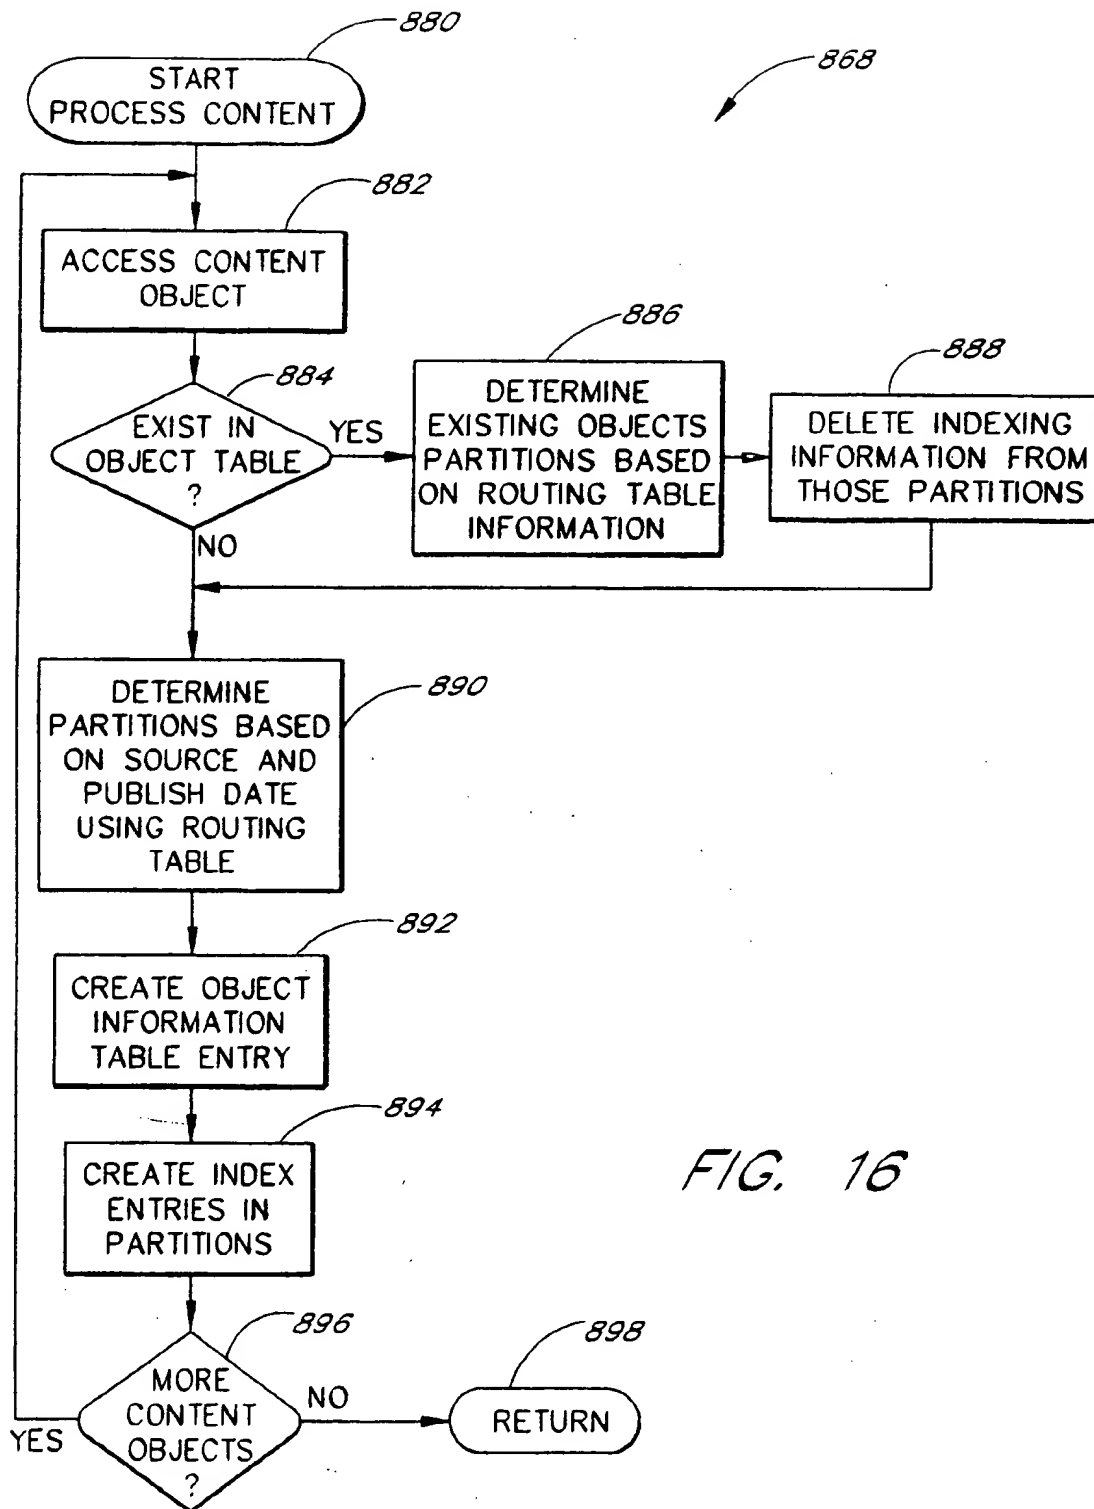 880
868
START
PROCESS CONTENT
882
ACCESS CONTENT
OBJECT
884
EXIST IN
OBJECT TABLE
?
YES
886
DETERMINE
EXISTING OBJECTS
PARTITIONS BASED
ON ROUTING TABLE
INFORMATION
888
DELETE INDEXING
INFORMATION FROM
THOSE PARTITIONS
NO
890
DETERMINE
PARTITIONS BASED
ON SOURCE AND
PUBLISH DATE
USING ROUTING
TABLE
892
CREATE OBJECT
INFORMATION
TABLE ENTRY
894
CREATE INDEX
ENTRIES IN
PARTITIONS
896
MORE
CONTENT
OBJECTS
?
YES
NO
898
RETURN
FIG. 16